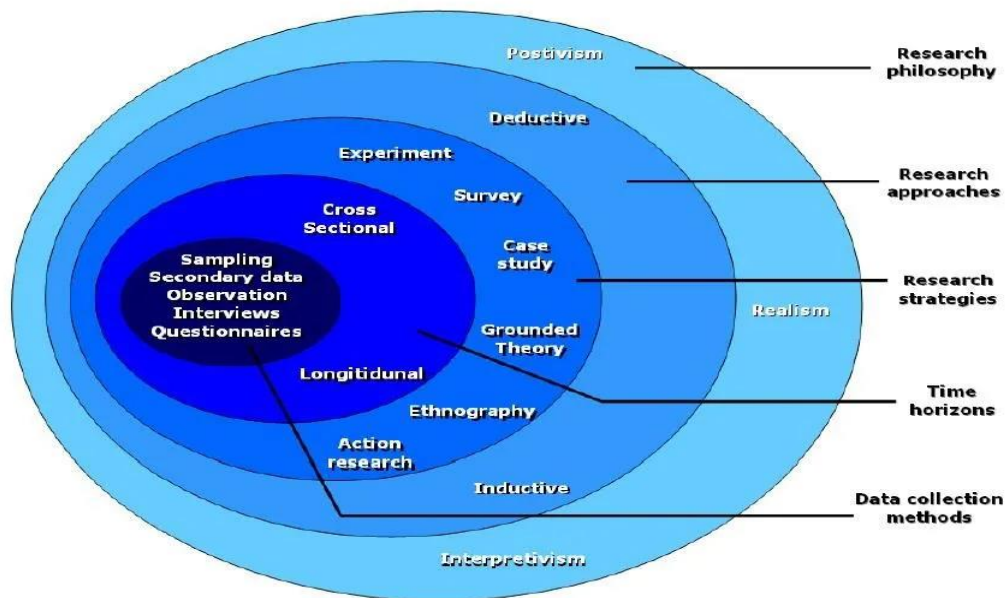 Postivism
Research
philosophy
Deductive
Experiment
Research
approaches
Survey
Cross
Sectional
Case
study
Sampling
Secondary data
Observation
Interviews
Questionnaires
Research
strategies
Realism
Grounded
Theory
Longitidunal
Time
horizons
Ethnography
Action
research
Inductive
Data collection
methods
Interpretivism